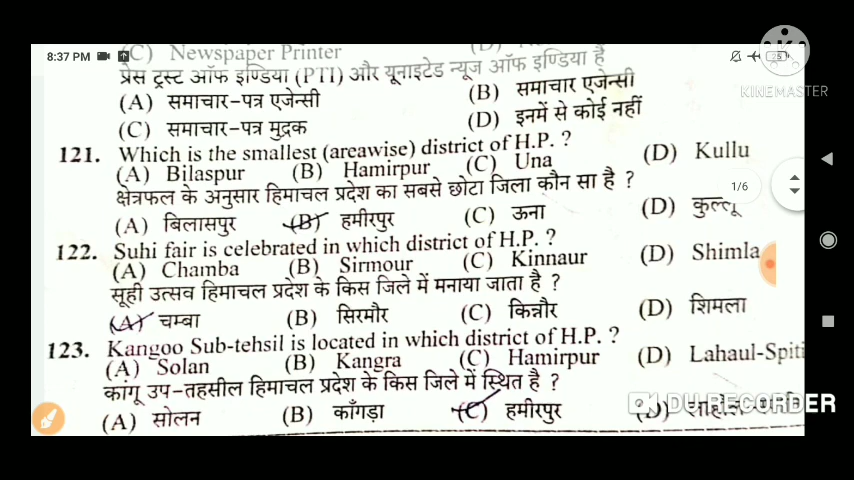 8:37 PM
KINEMASTER
(C) Newspaper Printer (D)
प्रेस ट्रस्ट ऑफ इण्डिया (PTI) और यूनाइटेड न्यूज ऑफ इण्डिया हैं
(A) समाचार-पत्र एजेन्सी (B) समाचार एजेन्सी
(C) समाचार-पत्र मुद्रक (D) इनमें से कोई नहीं
121. Which is the smallest (areawise) district of H.P. ?
(A) Bilaspur (B) Hamirpur (C) Una (D) Kullu
क्षेत्रफल के अनुसार हिमाचल प्रदेश का सबसे छोटा जिला कौन सा है ?
1/6
(A) बिलासपुर (B) हमीरपुर (C) ऊना (D) कुल्लू
122. Suhi fair is celebrated in which district of H.P. ?
(A) Chamba (B) Sirmour (C) Kinnaur (D) Shimla
सूही उत्सव हिमाचल प्रदेश के किस जिले में मनाया जाता है ?
(A) चम्बा (B) सिरमौर (C) किन्नौर (D) शिमला
123. Kangoo Sub-tehsil is located in which district of H.P. ?
(A) Solan (B) Kangra (C) Hamirpur (D) Lahaul-Spiti
कांगू उप-तहसील हिमाचल प्रदेश के किस जिले में स्थित है ?
(A) सोलन (B) काँगड़ा (C) हमीरपुर (D)
DU RECORDER